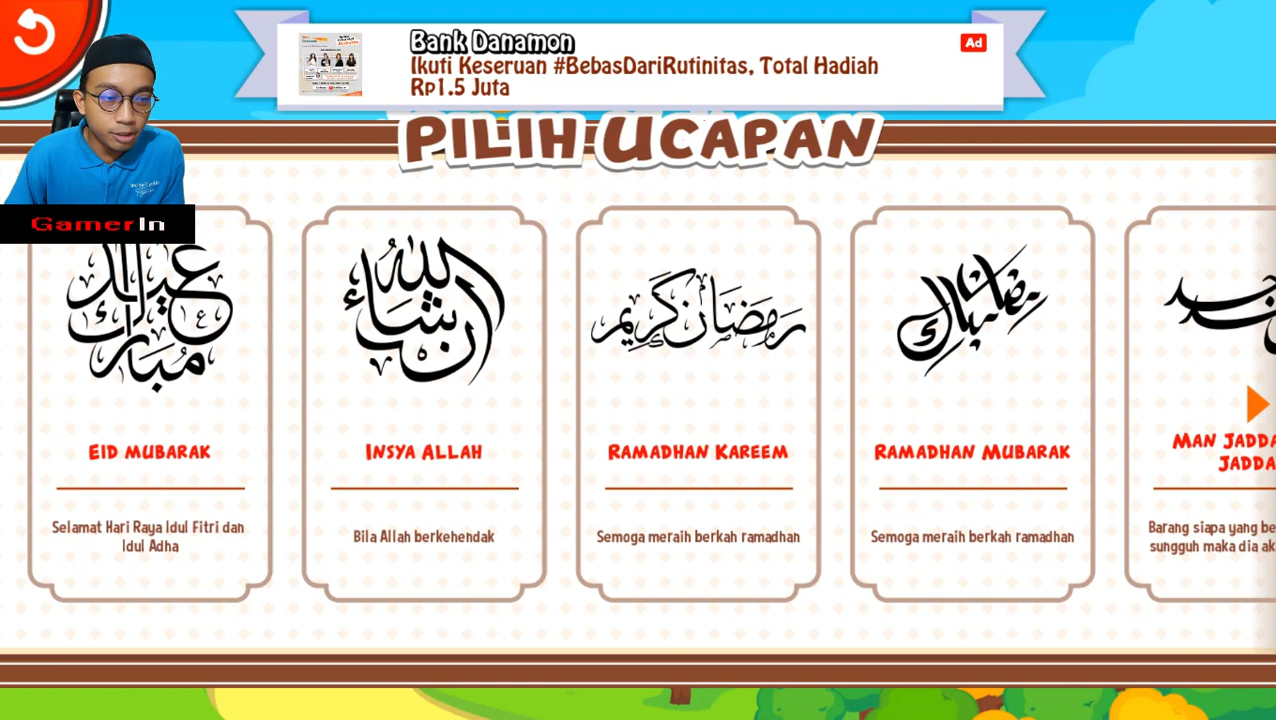 Bank Danamon
Ad
Ikuti Keseruan #BebasDariRutinitas, Total Hadiah
Rp1.5 Juta
PILIH UCAPAN
GamerIn
عيد
مبارك
إن شاء الله
رمضان كريم
رمضان مبارك
EID MUBARAK
INSYA ALLAH
RAMADHAN KAREEM
RAMADHAN MUBARAK
MAN JADDA
JADDA
Selamat Hari Raya Idul Fitri dan
Idul Adha
Bila Allah berkehendak
Semoga meraih berkah ramadhan
Semoga meraih berkah ramadhan
Barang siapa yang be
sungguh maka dia ak